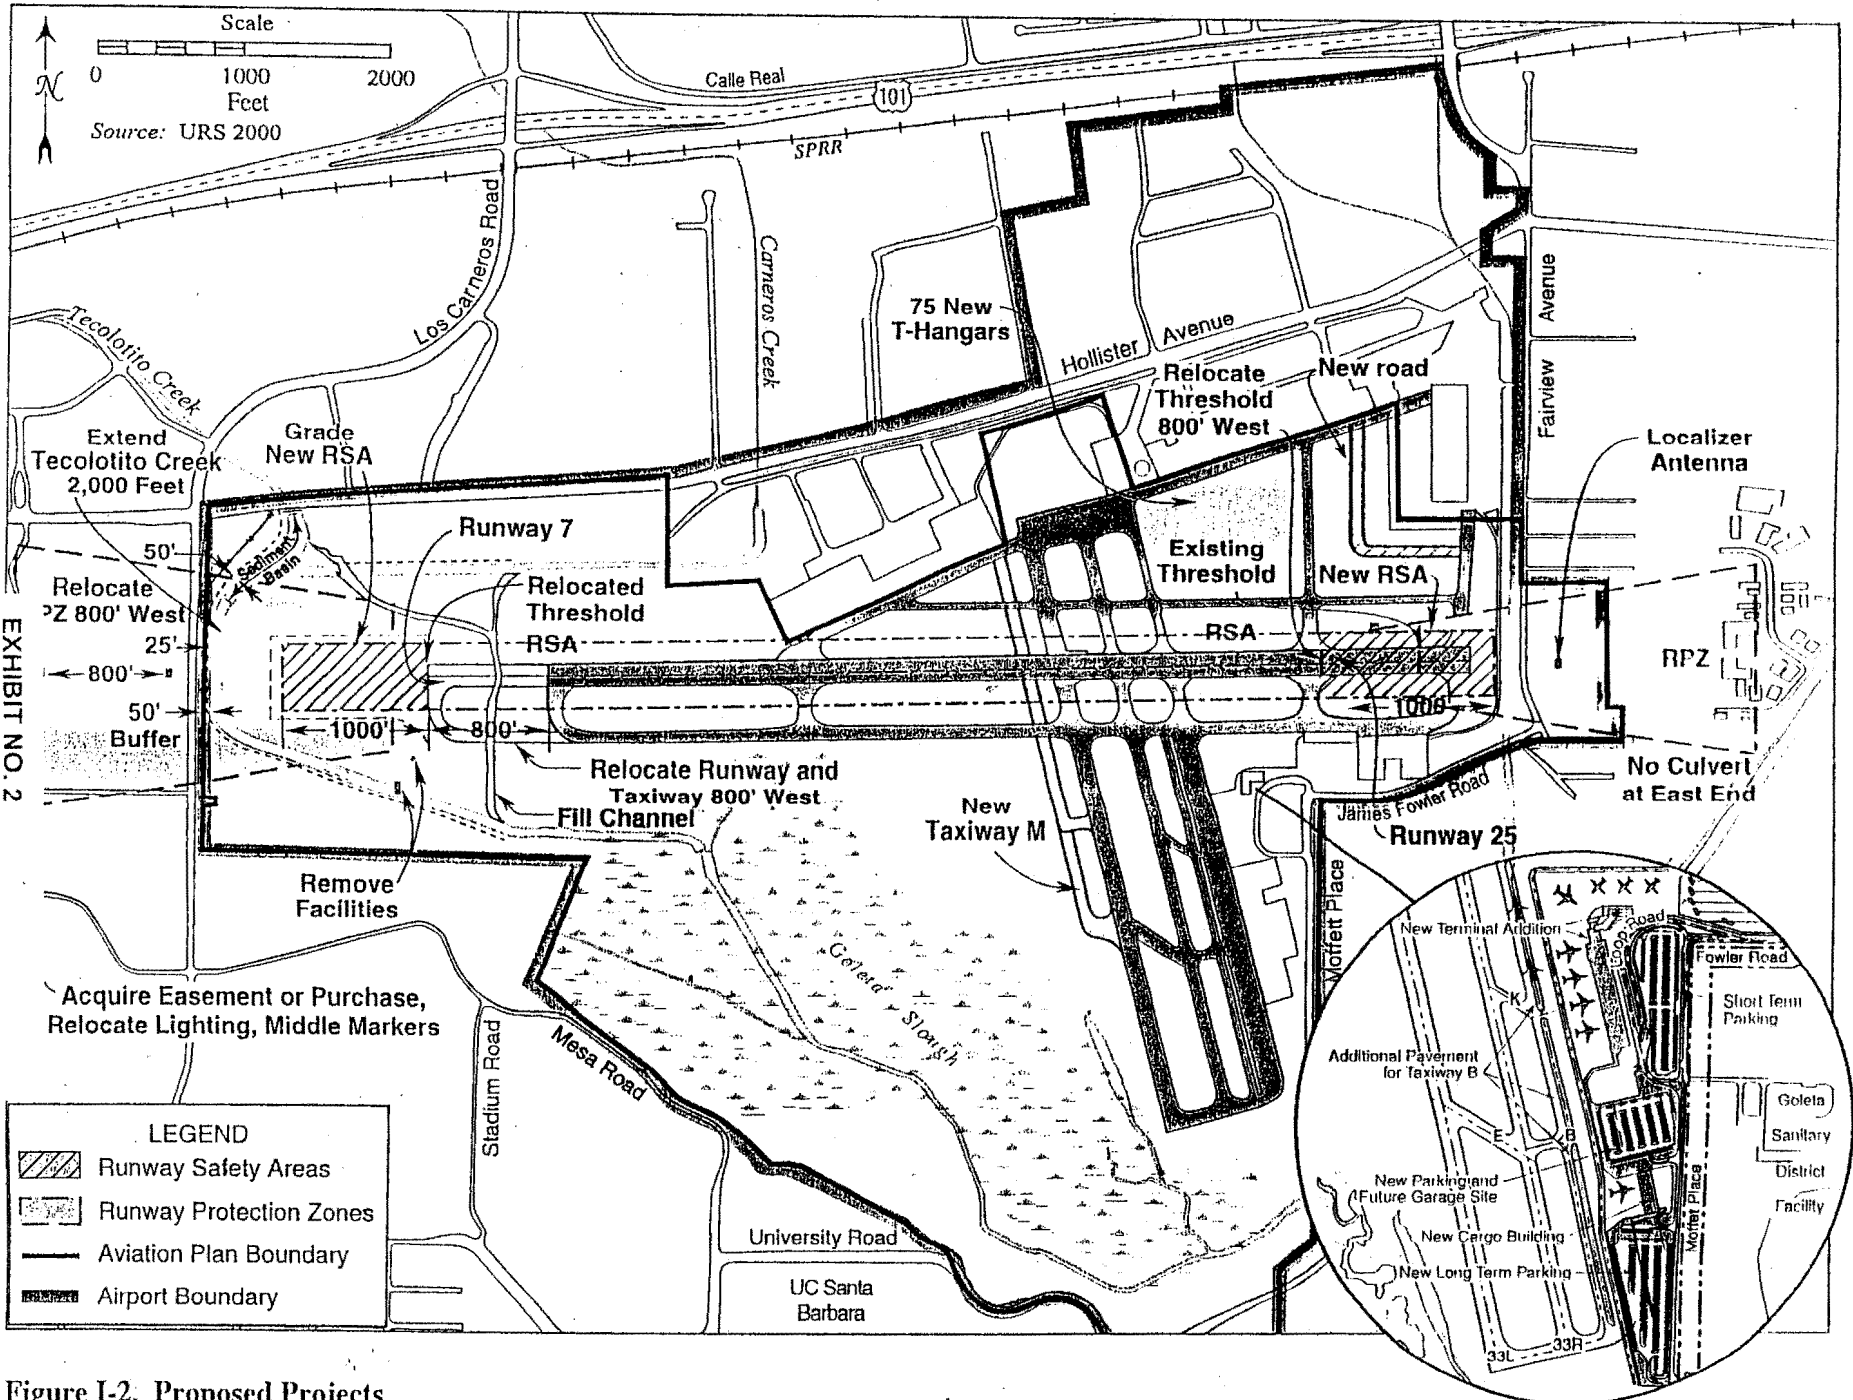 Scale
0 1000 2000
Feet
Source: URS 2000
N
Calle Real
101
SPRR
Los Carneros Road
Carneros Creek
Tecolotito Creek
75 New
T-Hangars
Hollister Avenue
Relocate
Threshold
800' West
New road
Fairview Avenue
Localizer
Antenna
Extend
Tecolotito Creek
2,000 Feet
Grade
New RSA
Runway 7
50'
Sediment
Basin
Relocate
PZ 800' West
25'
800'
50'
Buffer
Relocated
Threshold
RSA
Existing
Threshold
New RSA
RSA
RPZ
1000'
800'
1000'
Relocate Runway and
Taxiway 800' West
Fill Channel
New
Taxiway M
James Fowler Road
Runway 25
No Culvert
at East End
Remove
Facilities
Moffett Place
Goleta Slough
Acquire Easement or Purchase,
Relocate Lighting, Middle Markers
Stadium Road
Mesa Road
University Road
UC Santa
Barbara
New Terminal Addition
Loop Road
Fowler Road
Short Term
Parking
K
Additional Pavement
for Taxiway B
E
B
Goleta
Sanitary
District
Facility
New Parking and
Future Garage Site
Moffet Place
New Cargo Building
New Long Term Parking
33L
33R
LEGEND
Runway Safety Areas
Runway Protection Zones
Aviation Plan Boundary
Airport Boundary
EXHIBIT NO. 2
Figure I-2. Proposed Projects